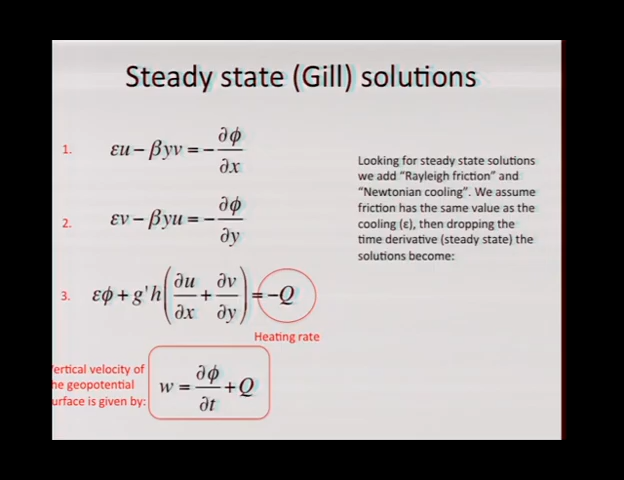 Steady state (Gill) solutions
1. εu − βyv = − ∂ϕ/∂x
2. εv − βyu = − ∂ϕ/∂y
3. εϕ + g'h(∂u/∂x + ∂v/∂y) = −Q
Heating rate
ertical velocity of
he geopotential
urface is given by:
w = ∂ϕ/∂t + Q
Looking for steady state solutions
we add “Rayleigh friction” and
“Newtonian cooling”. We assume
friction has the same value as the
cooling (ε), then dropping the
time derivative (steady state) the
solutions become: